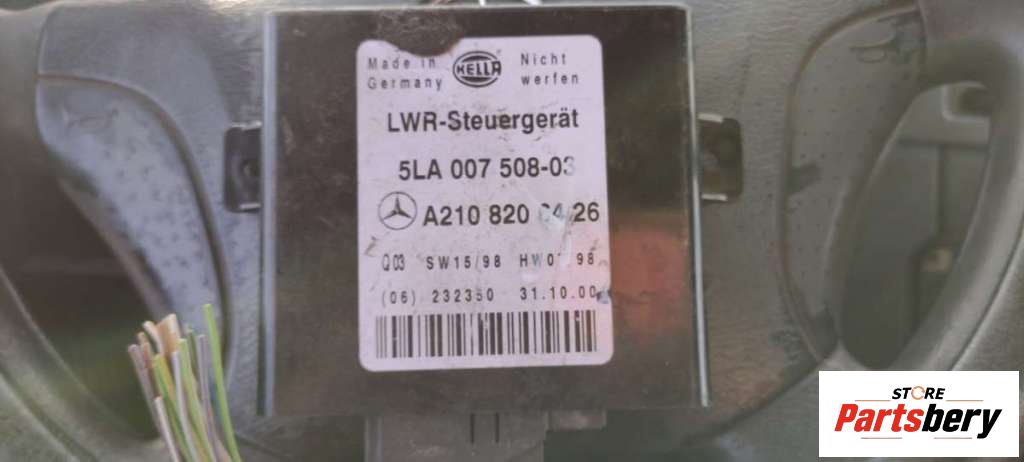 Made in
Germany
HELLA
Nicht
werfen
LWR-Steuergerät
5LA 007 508-03
A210 820 26
Q03 SW15/98
(06) 232350 31.10.00
STORE
Partsbery